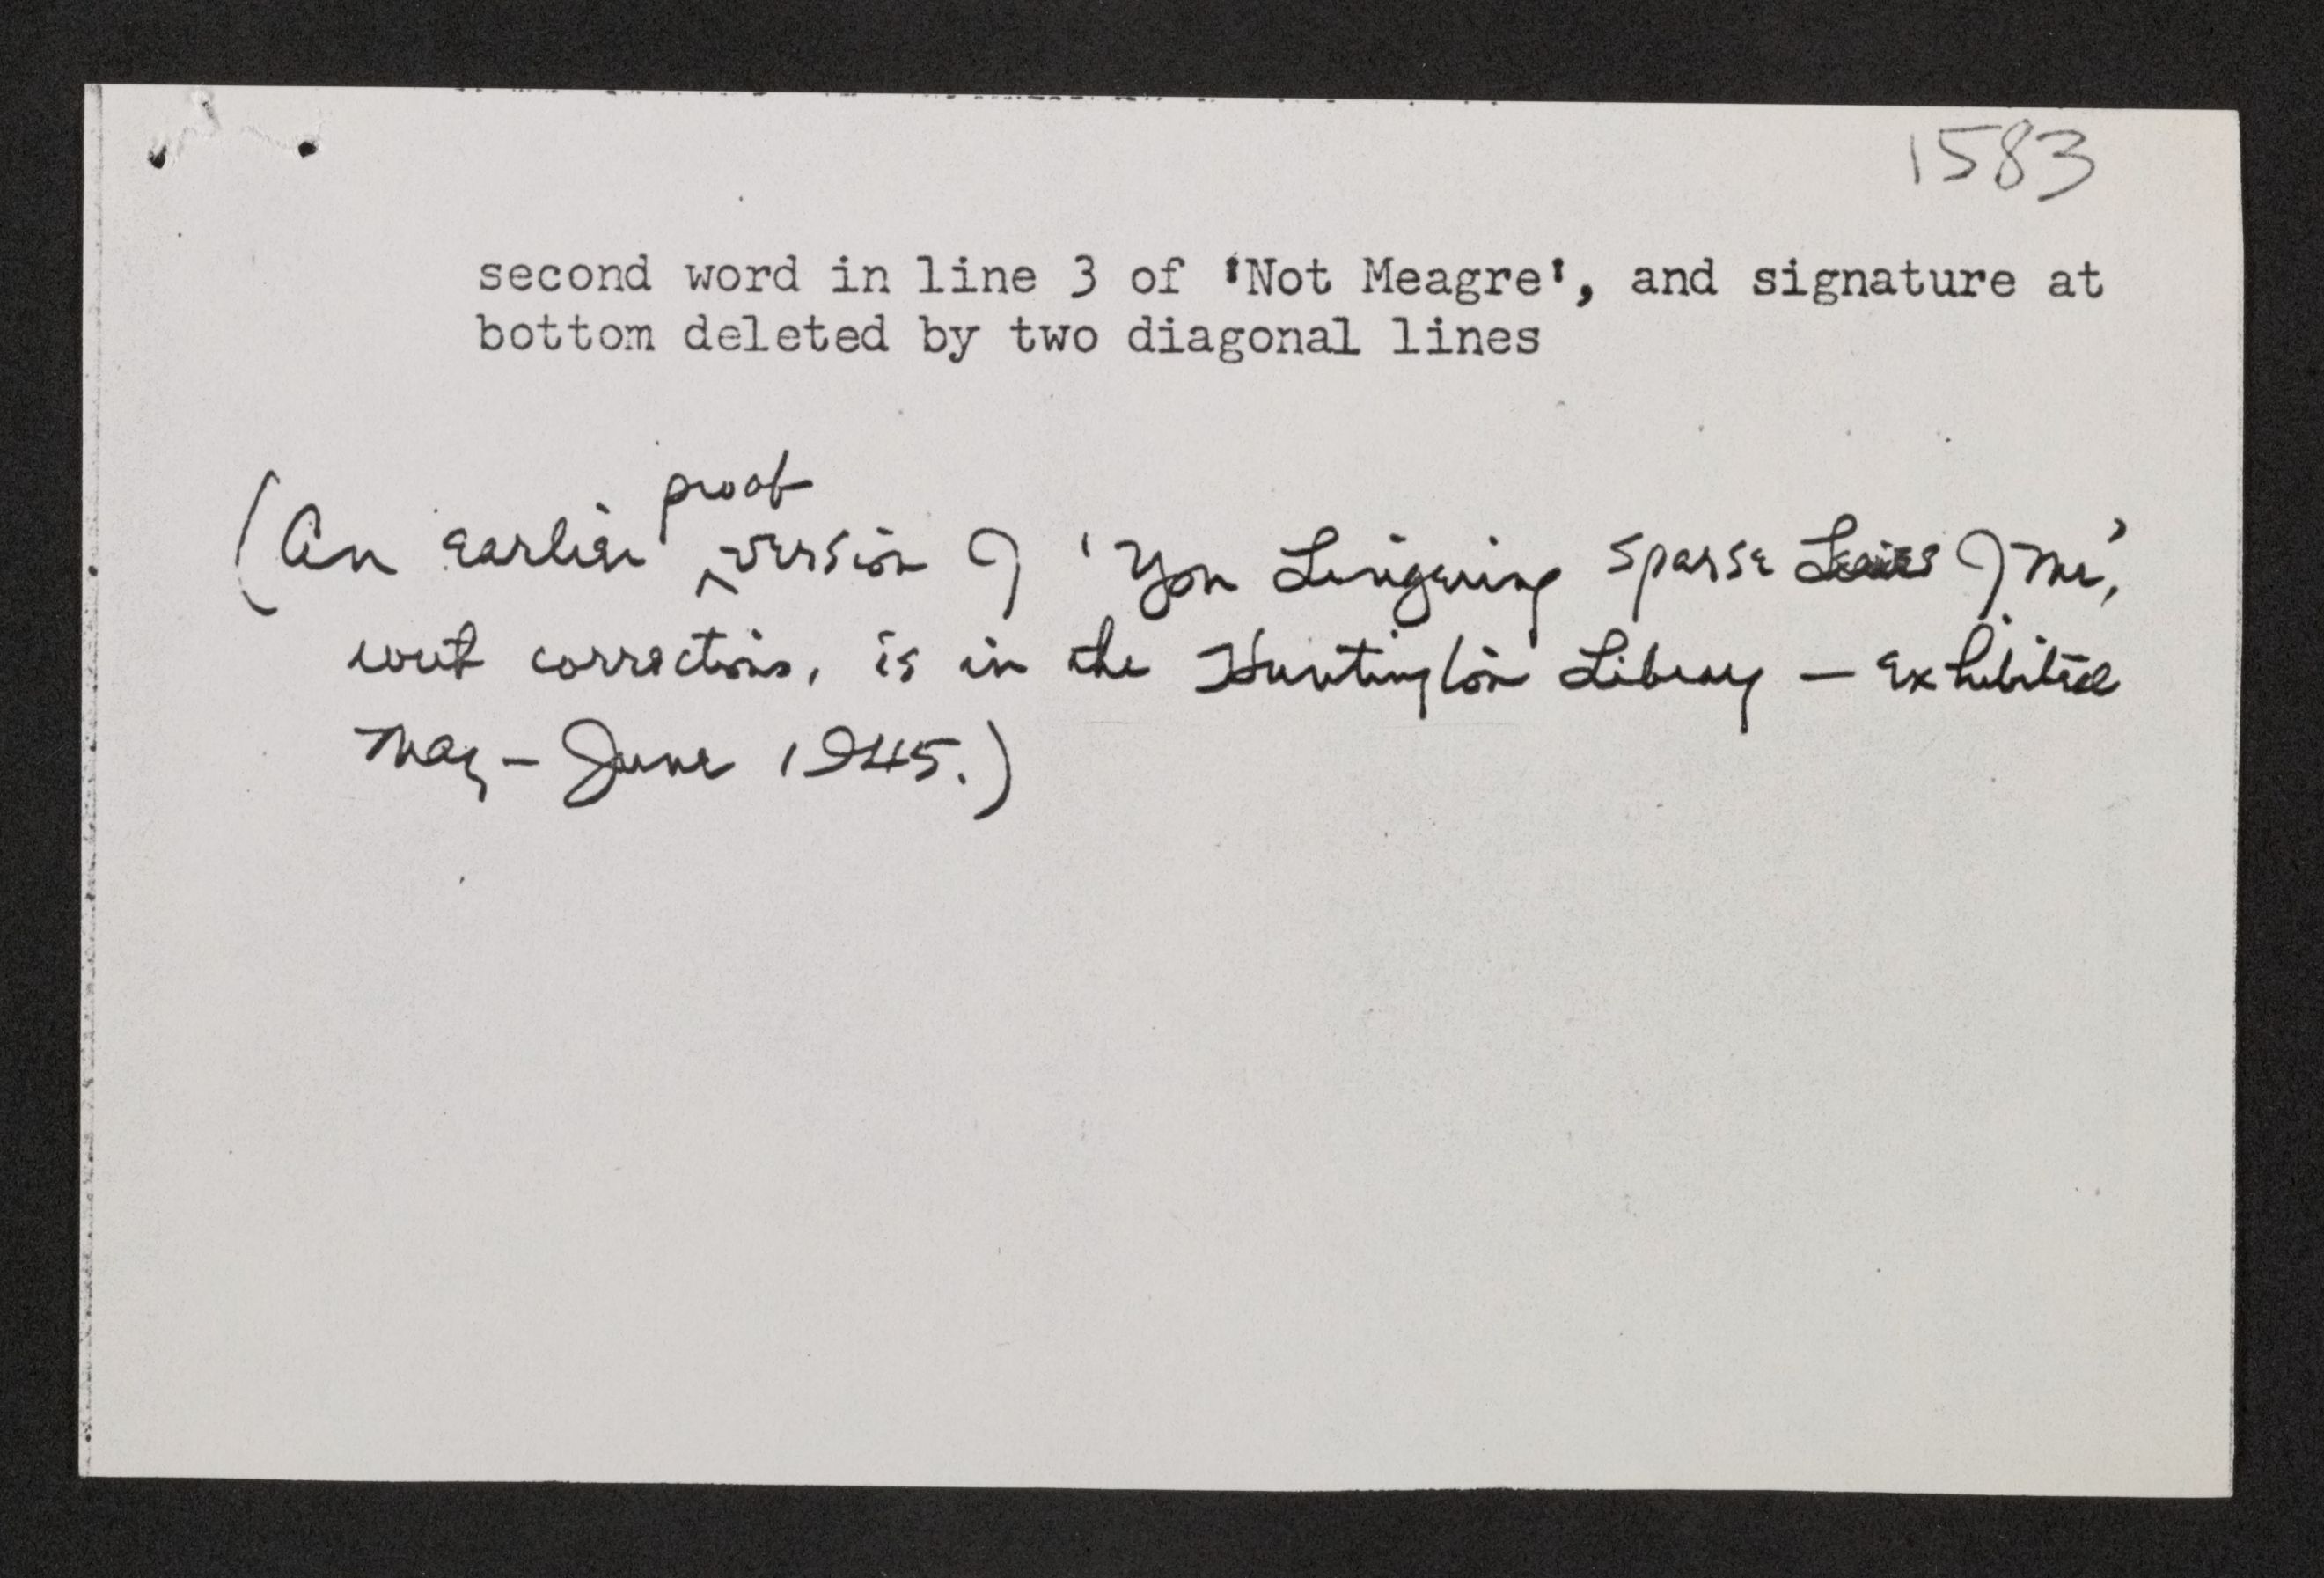 1583
second word in line 3 of 'Not Meagre', and signature at
bottom deleted by two diagonal lines
proof
(An earlier ^ version of 'You Lingering Sparse Leaves of Me',
wout corrections, is in the Huntington Library — exhibited
May – June 1945.)